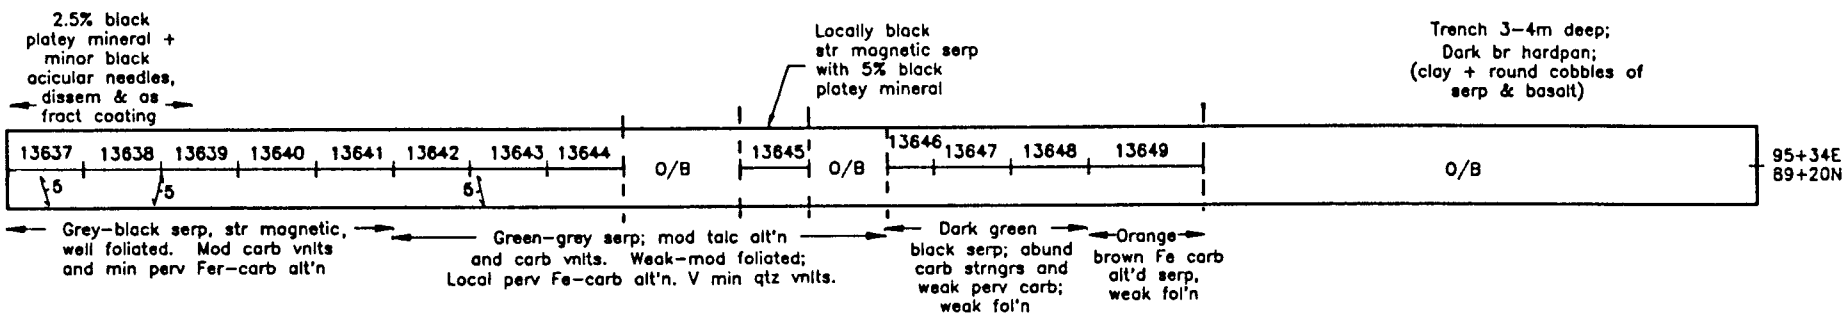 2.5% black
platey mineral +
minor black
acicular needles,
dissem & as
fract coating
Locally black
str magnetic serp
with 5% black
platey mineral
Trench 3-4m deep;
Dark br hardpan;
(clay + round cobbles of
serp & basalt)
13637 13638 13639 13640 13641 13642 13643 13644 O/B 13645 O/B 13646 13647 13648 13649 O/B
95+34E
89+20N
5 5 5
Grey-black serp, str magnetic,
well foliated. Mod carb vnlts
and min perv Fer-carb alt'n
Green-grey serp; mod talc alt'n
and carb vnlts. Weak-mod foliated;
Local perv Fe-carb alt'n. V min qtz vnlts.
Dark green
black serp; abund
carb strngrs and
weak perv carb;
weak fol'n
Orange
brown Fe carb
alt'd serp,
weak fol'n